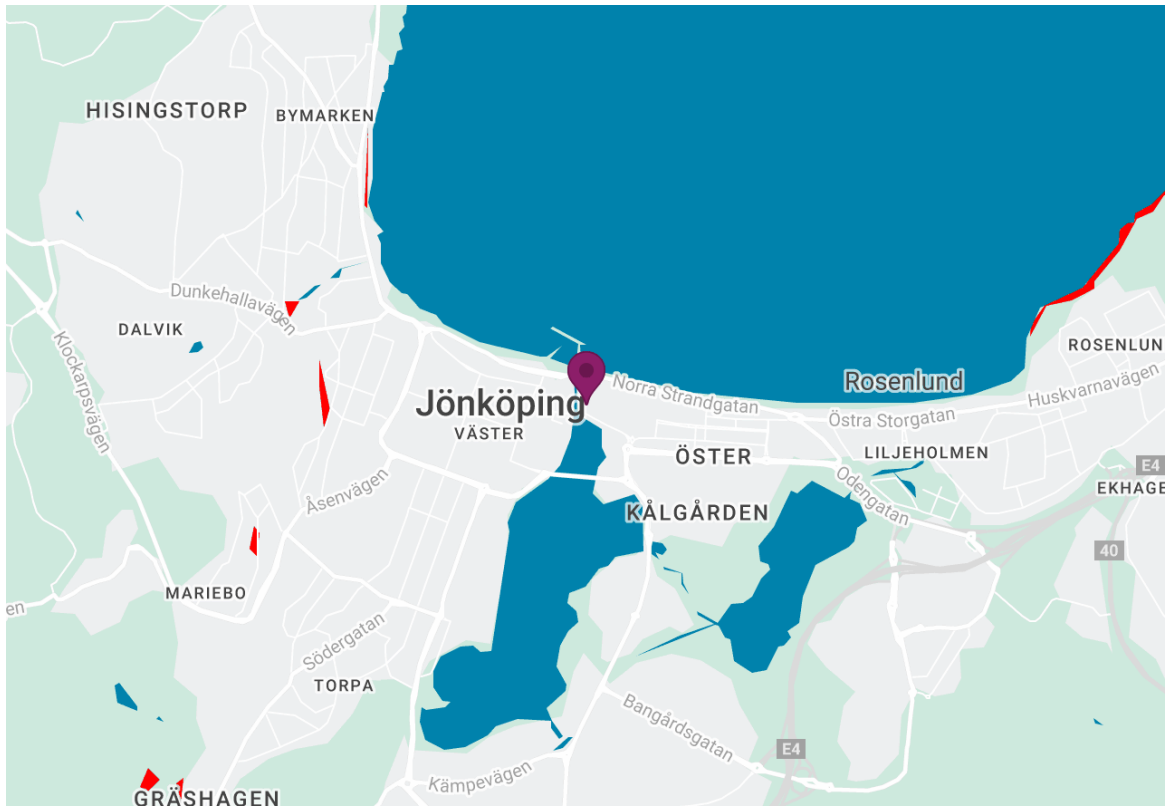 HISINGSTORP
BYMARKEN
Dunkehallavägen
DALVIK
Klockarpsvägen
ROSENLUN
Rosenlund
Huskvarnavägen
Norra Strandgatan
Östra Storgatan
Jönköping
VÄSTER
ÖSTER
LILJEHOLMEN
E4
Odengatan
EKHAGE
Åsenvägen
KÅLGÅRDEN
40
MARIEBO
en
Södergatan
TORPA
Bangårdsgatan
E4
Kämpevägen
GRÄSHAGEN